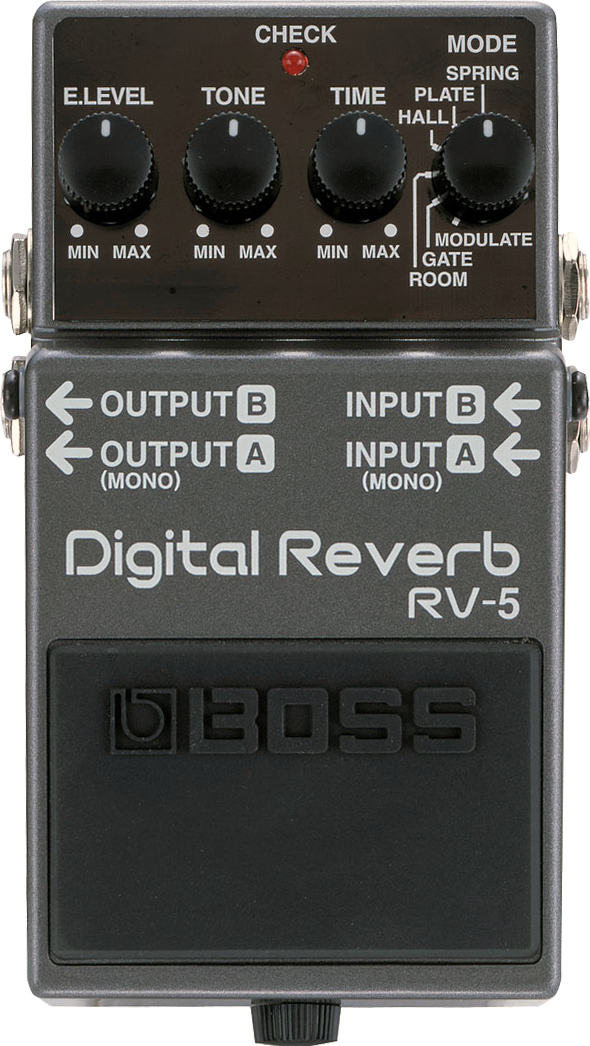 CHECK
MODE
SPRING
PLATE
HALL
E.LEVEL
TONE
TIME
MIN MAX
MIN MAX
MIN MAX
MODULATE
GATE
ROOM
OUTPUT B
INPUT B
OUTPUT A
(MONO)
INPUT A
(MONO)
Digital Reverb
RV-5
BOSS